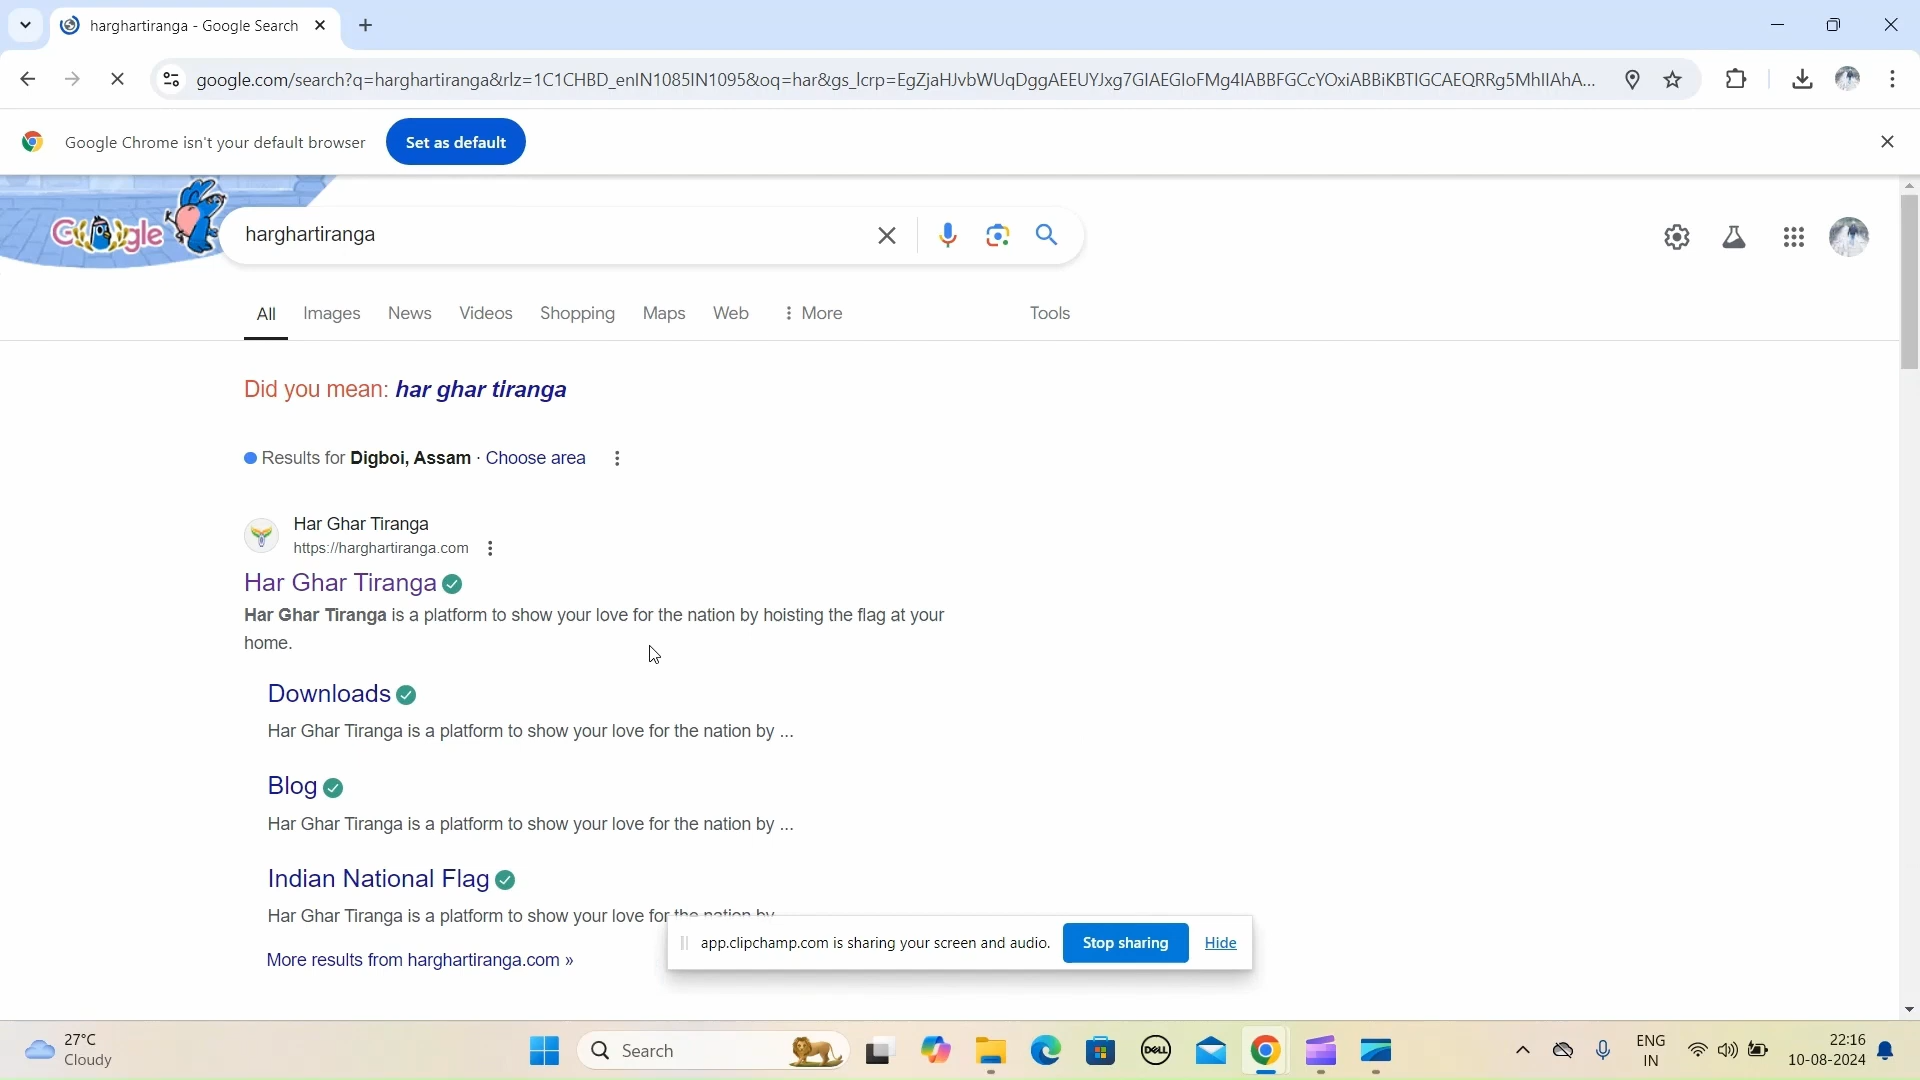 harghartiranga - Google Search
google.com/search?q=harghartiranga&rlz=1C1CHBD_enIN1085IN1095&oq=har&gs_lcrp=EgZjaHJvbWUqDggAEEUYJxg7GIAEGIoFMg4IABBFGCcYOxiABBiKBTIGCAEQRRg5MhIIAhA...
Google Chrome isn't your default browser
Set as default
Google
harghartiranga
All Images News Videos Shopping Maps Web More Tools
Did you mean: har ghar tiranga
Results for Digboi, Assam · Choose area
Har Ghar Tiranga
https://harghartiranga.com
Har Ghar Tiranga
Har Ghar Tiranga is a platform to show your love for the nation by hoisting the flag at your
home.
Downloads
Har Ghar Tiranga is a platform to show your love for the nation by ...
Blog
Har Ghar Tiranga is a platform to show your love for the nation by ...
Indian National Flag
Har Ghar Tiranga is a platform to show your love for the nation by
app.clipchamp.com is sharing your screen and audio. Stop sharing Hide
More results from harghartiranga.com »
27°C
Cloudy
Search
DELL
ENG
IN
22:16
10-08-2024